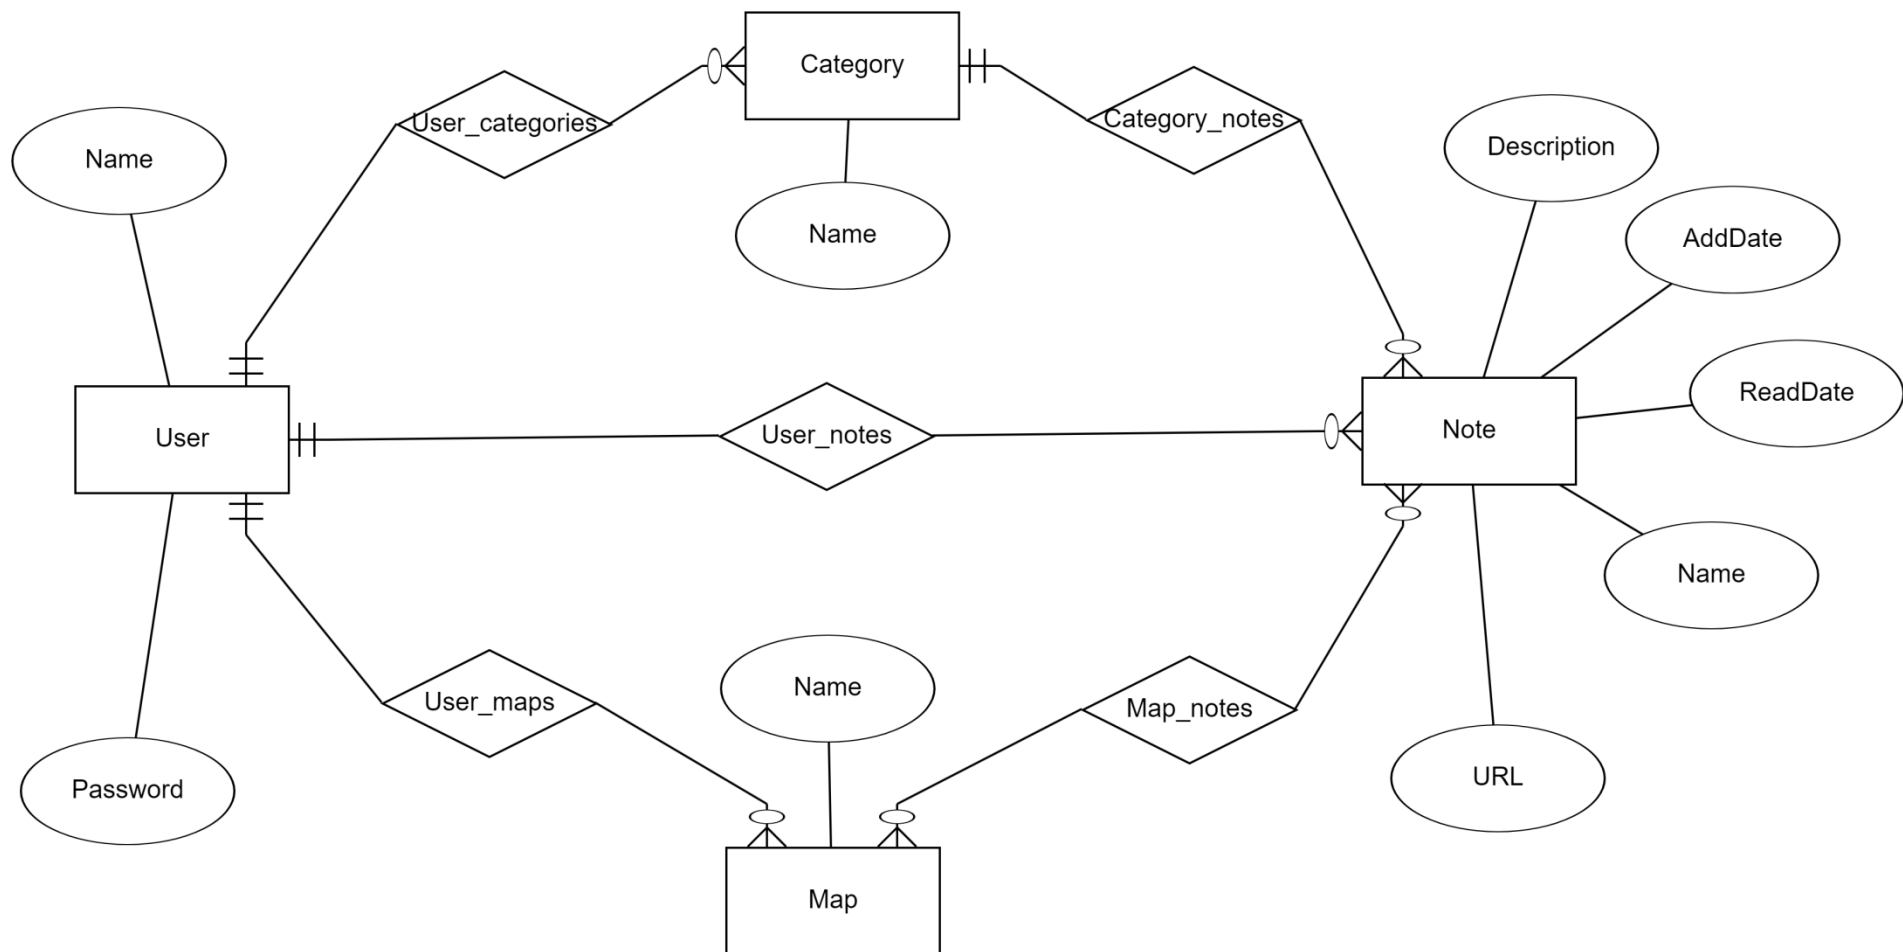 Category
User_categories
Category_notes
Description
Name
Name
AddDate
ReadDate
User
User_notes
Note
Name
Name
User_maps
Map_notes
Password
URL
Map